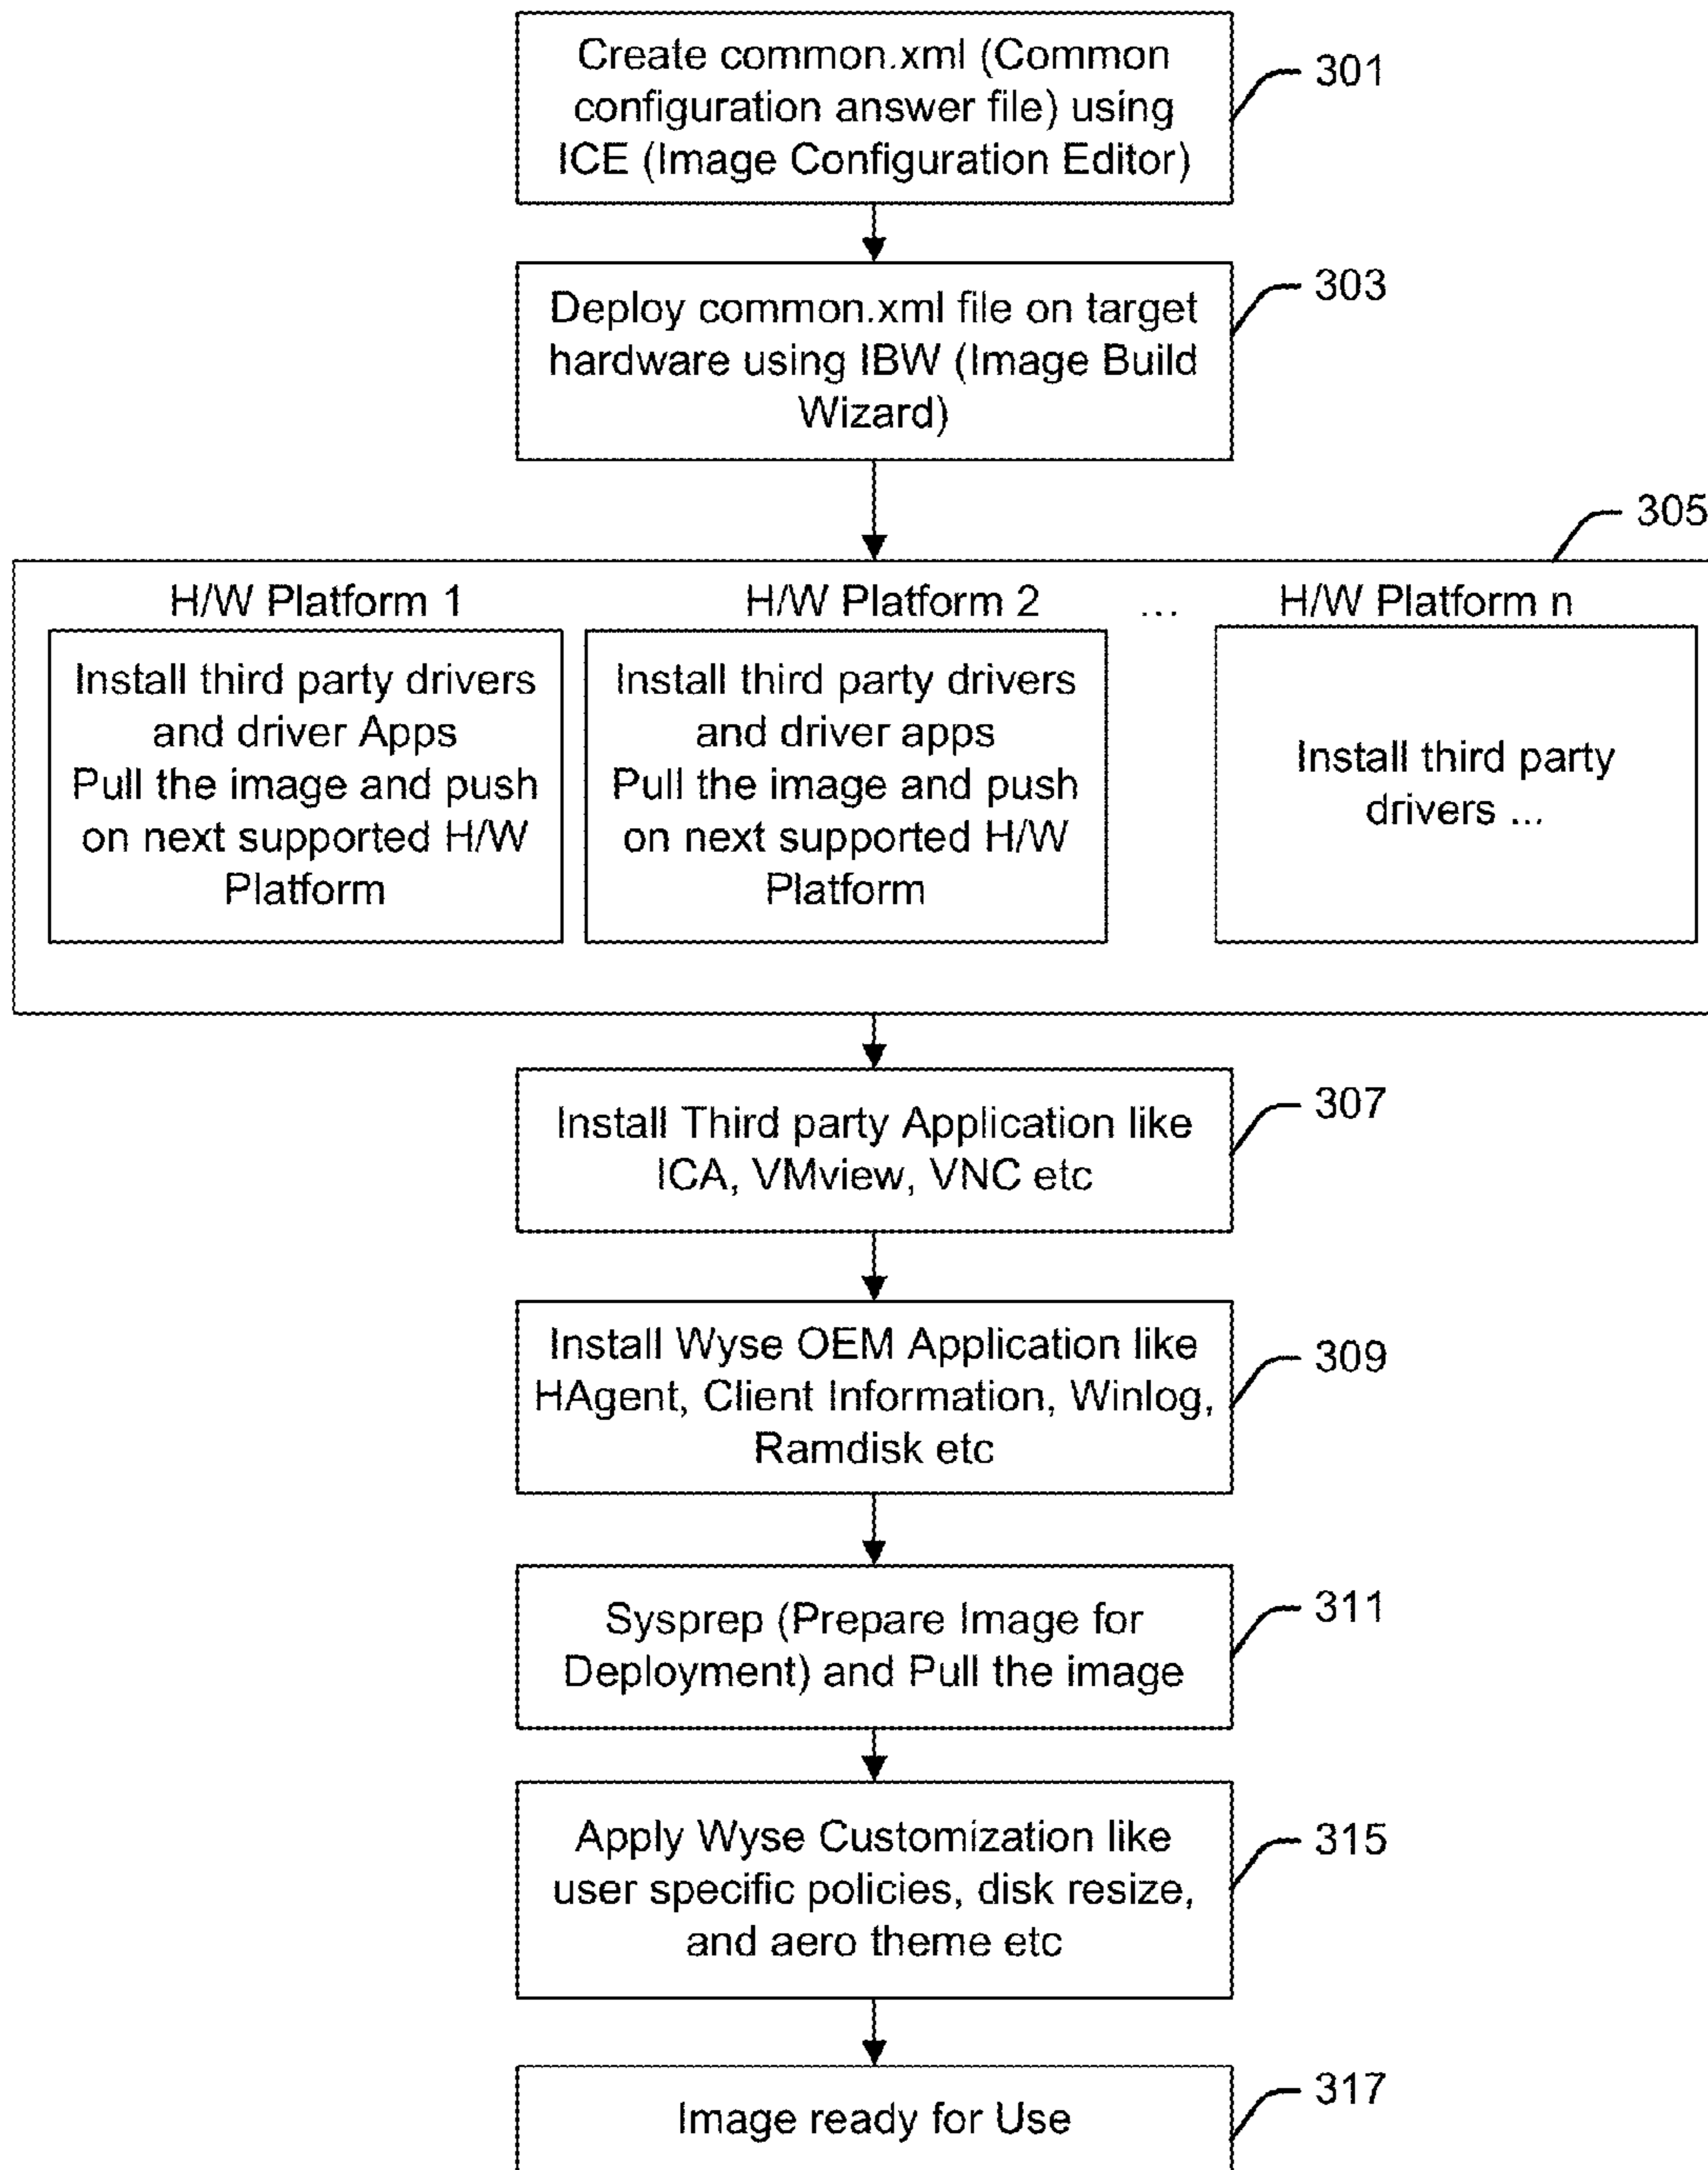 Create common.xml (Common
configuration answer file) using
ICE (Image Configuration Editor)
301
Deploy common.xml file on target
hardware using IBW (Image Build
Wizard)
303
305
H/W Platform 1
Install third party drivers
and driver Apps
Pull the image and push
on next supported H/W
Platform
H/W Platform 2
Install third party drivers
and driver apps
Pull the image and push
on next supported H/W
Platform
...
H/W Platform n
Install third party
drivers ...
Install Third party Application like
ICA, VMview, VNC etc
307
Install Wyse OEM Application like
HAgent, Client Information, Winlog,
Ramdisk etc
309
Sysprep (Prepare Image for
Deployment) and Pull the image
311
Apply Wyse Customization like
user specific policies, disk resize,
and aero theme etc
315
Image ready for Use
317